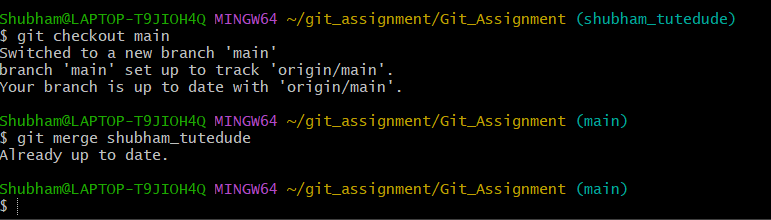 Shubham@LAPTOP-T9JIOH4Q MINGW64 ~/git_assignment/Git_Assignment (shubham_tutedude)
$ git checkout main
Switched to a new branch 'main'
branch 'main' set up to track 'origin/main'.
Your branch is up to date with 'origin/main'.
Shubham@LAPTOP-T9JIOH4Q MINGW64 ~/git_assignment/Git_Assignment (main)
$ git merge shubham_tutedude
Already up to date.
Shubham@LAPTOP-T9JIOH4Q MINGW64 ~/git_assignment/Git_Assignment (main)
$